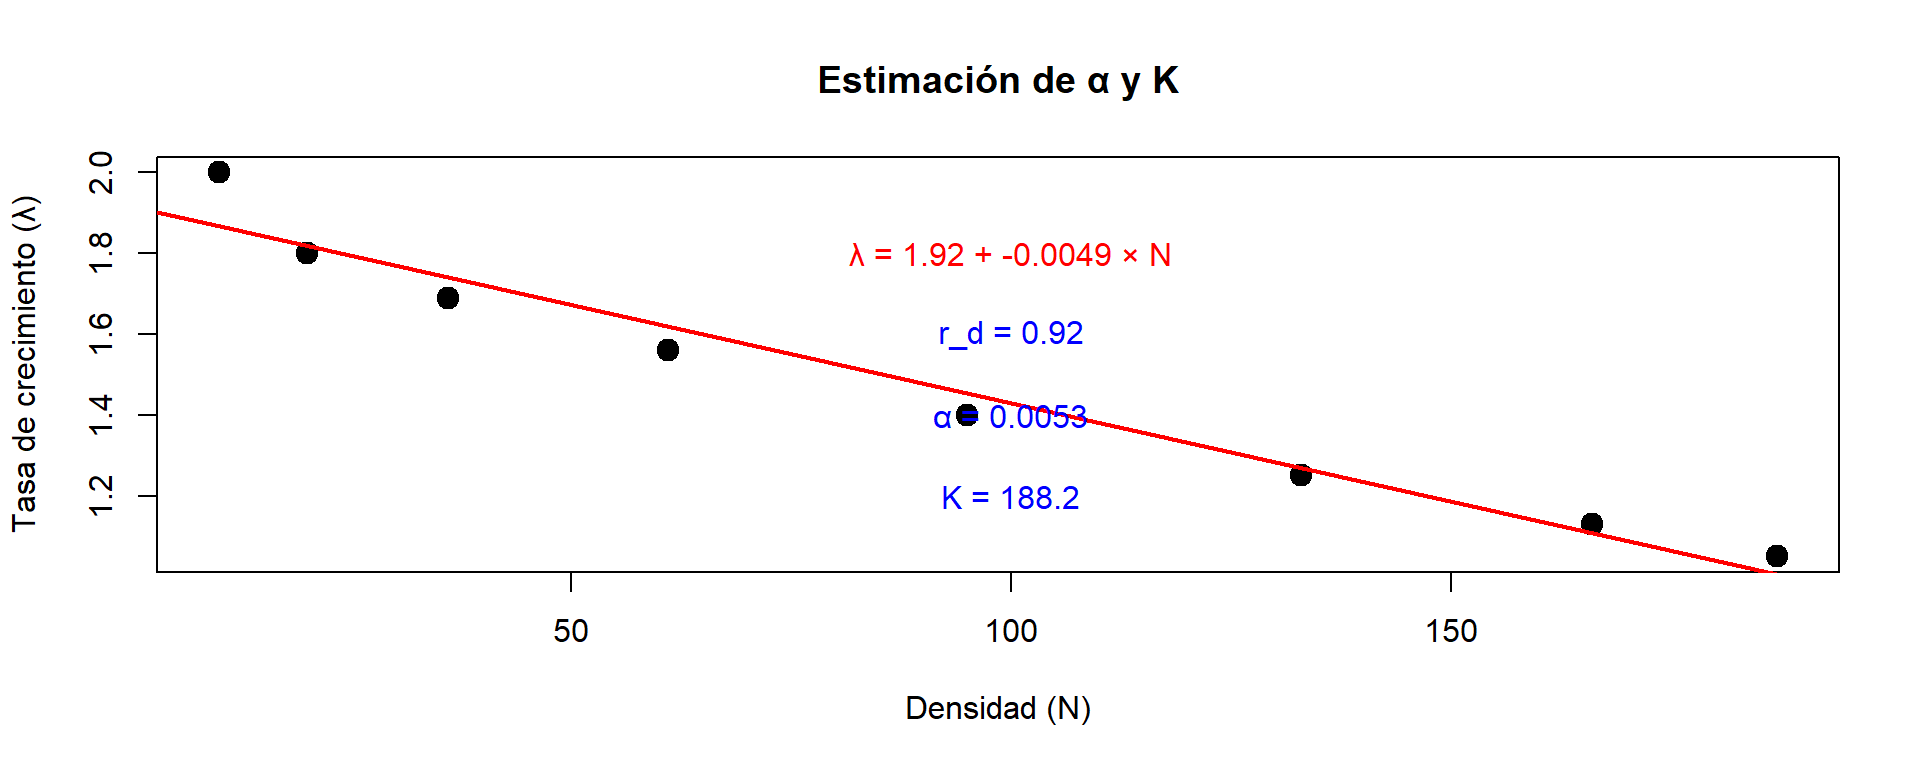 Estimación de α y K
Tasa de crecimiento (λ)
2.0
1.8
1.6
1.4
1.2
λ = 1.92 + -0.0049 × N
r_d = 0.92
α = 0.0053
K = 188.2
50
100
150
Densidad (N)